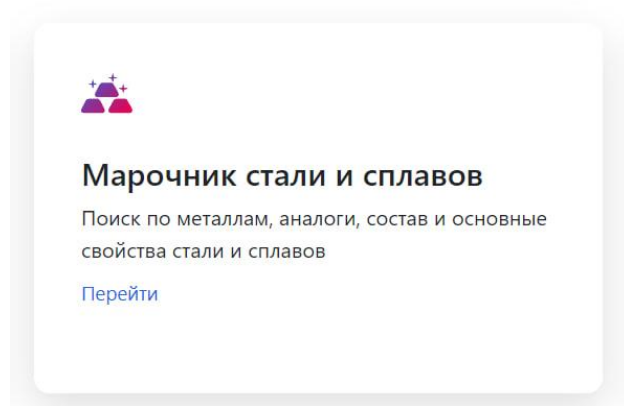 Марочник стали и сплавов
Поиск по металлам, аналоги, состав и основные
свойства стали и сплавов
Перейти